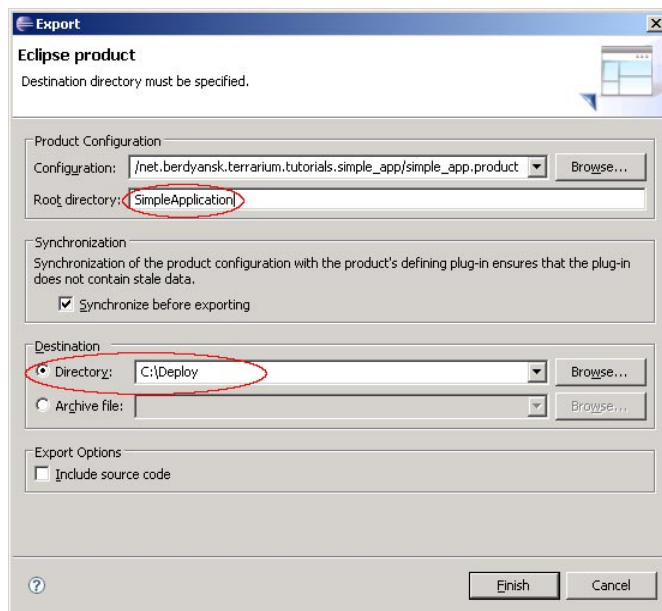 Export
Eclipse product
Destination directory must be specified.
Product Configuration
Configuration: /net.berdyansk.terrarium.tutorials.simple_app/simple_app.product Browse...
Root directory: SimpleApplication
Synchronization
Synchronization of the product configuration with the product's defining plug-in ensures that the plug-in
does not contain stale data.
Synchronize before exporting
Destination
Directory: C:\Deploy Browse...
Archive file: Browse...
Export Options
Include source code
Finish Cancel